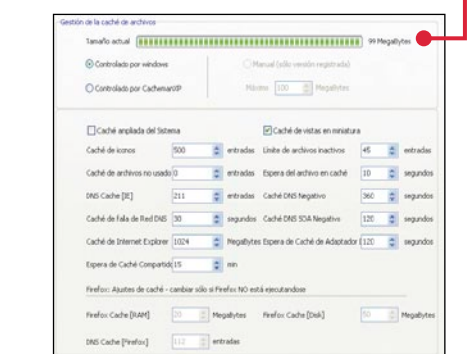 Gestión de la caché de archivos
Tamaño actual 99 MegaBytes
Controlado por windows Manual (sólo versión registrada)
Controlado por CachemanXP Máximo 100 MegaBytes
Caché ampliada del Sistema Caché de vistas en miniatura
Caché de iconos 500 entradas Límite de archivos inactivos 45 entradas
Caché de archivos no usado 0 entradas Espera del archivo en caché 10 segundos
DNS Cache [IE] 211 entradas Caché DNS Negativo 360 segundos
Caché de falla de Red DNS 30 segundos Caché DNS SOA Negativo 120 segundos
Caché de Internet Explorer 1024 MegaBytes Espera de Caché de Adaptador 120 segundos
Espera de Caché Compartido 15 min
Firefox: Ajustes de caché - cambiar sólo si Firefox NO está ejecutandose
Firefox Cache [RAM] 20 MegaBytes Firefox Cache [Disk] 50 MegaBytes
DNS Cache [Firefox] 112 entradas